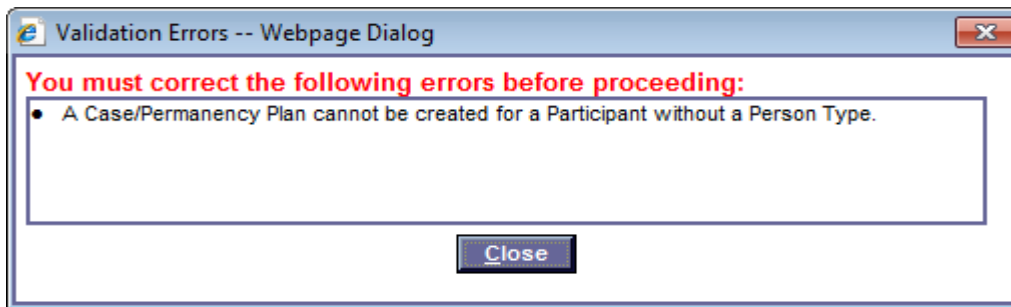 Validation Errors -- Webpage Dialog
You must correct the following errors before proceeding:
• A Case/Permanency Plan cannot be created for a Participant without a Person Type.
Close